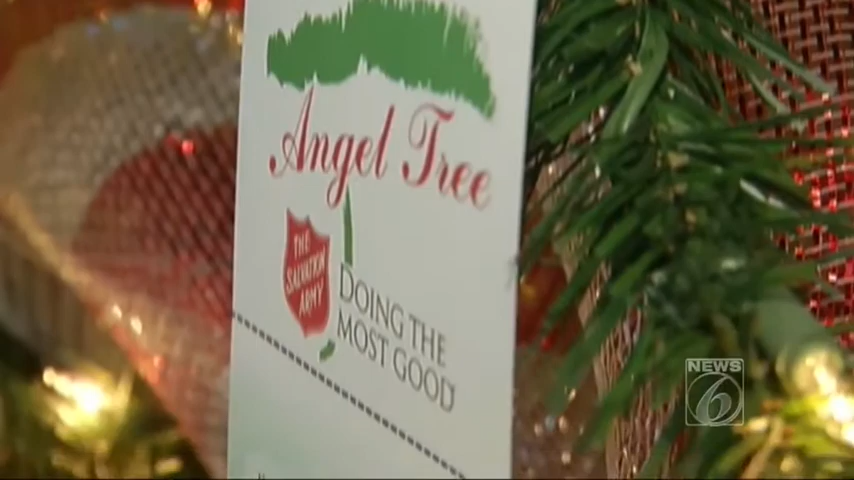 Angel Tree
THE
SALVATION
ARMY
DOING THE
MOST GOOD
NEWS
6